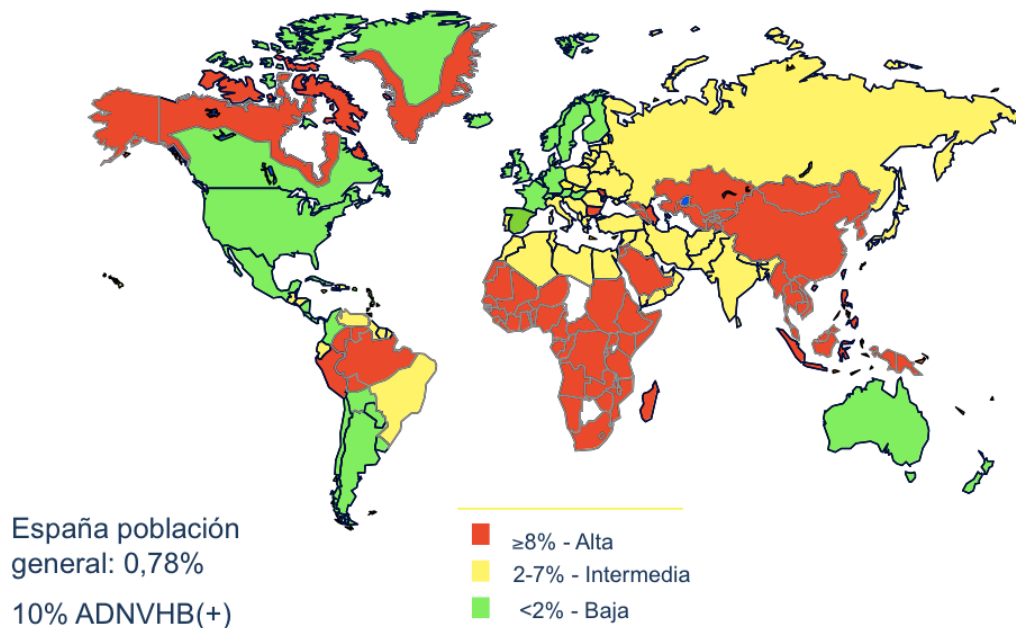 España población
general: 0,78%
10% ADNVHB(+)
≥8% - Alta
2-7% - Intermedia
<2% - Baja